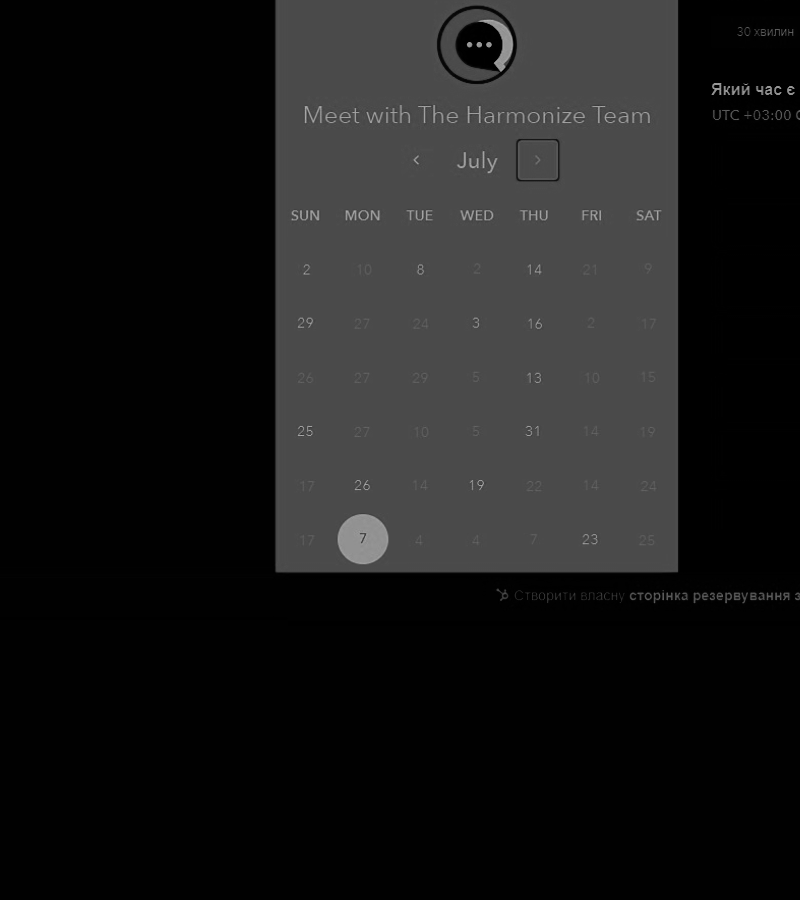 30 хвилин
Meet with The Harmonize Team
Який час є
UTC +03:00
July
SUN MON TUE WED THU FRI SAT
2 10 8 2 14 21 9
29 27 24 3 16 2 17
26 27 29 5 13 10 15
25 27 10 5 31 14 19
17 26 14 19 22 14 24
17 7 4 4 7 23 25
Створити власну сторінка резервування з